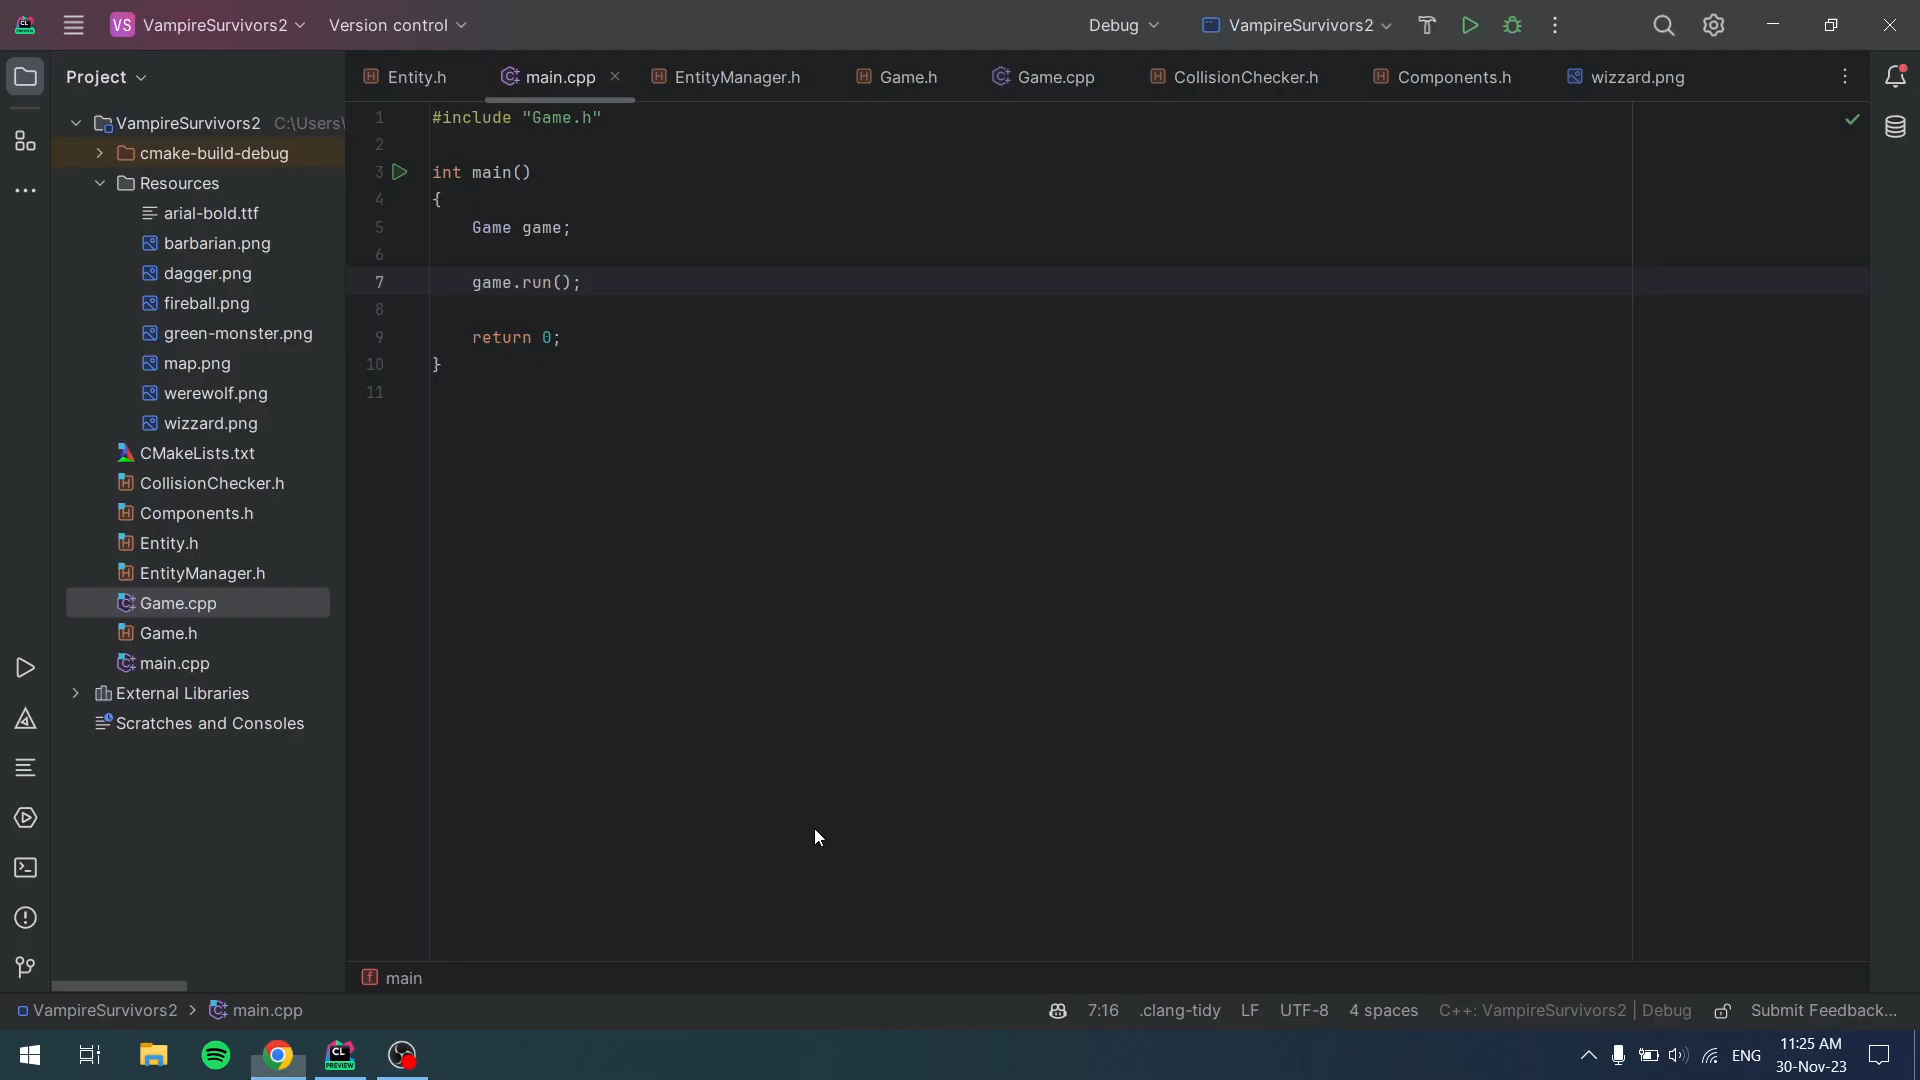 VS VampireSurvivors2 Version control Debug VampireSurvivors2
Project
Entity.h main.cpp EntityManager.h Game.h Game.cpp CollisionChecker.h Components.h wizzard.png
VampireSurvivors2 C:\Users\
cmake-build-debug
Resources
arial-bold.ttf
barbarian.png
dagger.png
fireball.png
green-monster.png
map.png
werewolf.png
wizzard.png
CMakeLists.txt
CollisionChecker.h
Components.h
Entity.h
EntityManager.h
Game.cpp
Game.h
main.cpp
External Libraries
Scratches and Consoles
1 #include "Game.h"
2
3 int main()
4 {
5 Game game;
6
7 game.run();
8
9 return 0;
10 }
11
main
VampireSurvivors2 > main.cpp 7:16 .clang-tidy LF UTF-8 4 spaces C++: VampireSurvivors2 | Debug Submit Feedback...
CL PREVIEW
ENG 11:25 AM
30-Nov-23